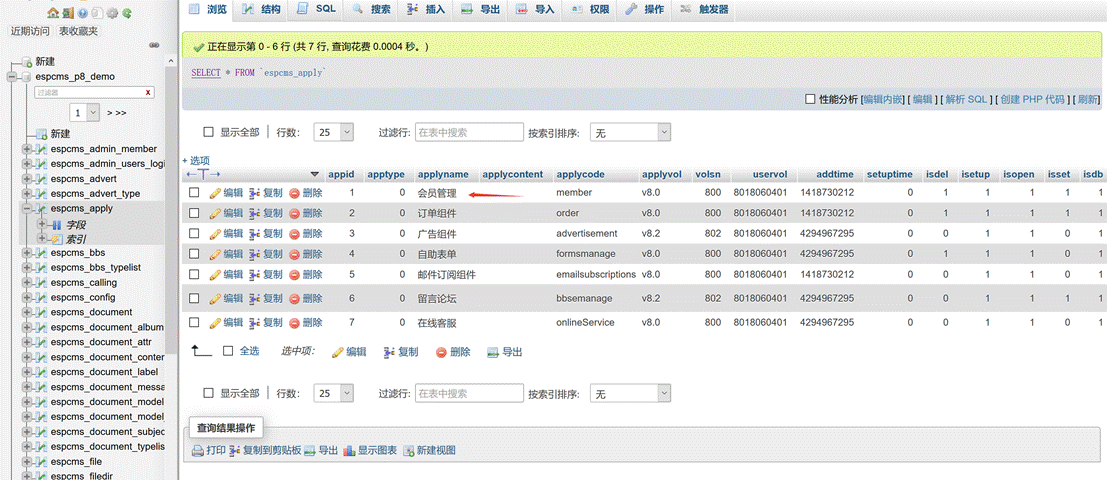 浏览 结构 SQL 搜索 插入 导出 导入 权限 操作 触发器
近期访问 表收藏夹
新建
espcms_p8_demo
过滤器 X
1 > >>
新建
espcms_admin_member
espcms_admin_users_logi
espcms_advert
espcms_advert_type
espcms_apply
字段
索引
espcms_bbs
espcms_bbs_typelist
espcms_calling
espcms_config
espcms_document
espcms_document_album
espcms_document_attr
espcms_document_conter
espcms_document_label
espcms_document_messa
espcms_document_model
espcms_document_model_
espcms_document_subjec
espcms_document_typelis
espcms_file
espcms_filedir
正在显示第 0 - 6 行 (共 7 行, 查询花费 0.0004 秒。)
SELECT * FROM `espcms_apply`
性能分析 [编辑内嵌] [ 编辑 ] [ 解析 SQL ] [ 创建 PHP 代码 ] [ 刷新]
显示全部 | 行数: 25 过滤行: 在表中搜索 按索引排序: 无
+ 选项
←T→ appid apptype applyname applycontent applycode applyvol volsn uservol addtime setuptime isdel isetup isopen isset isdb
编辑 复制 删除 1 0 会员管理 member v8.0 800 8018060401 1418730212 0 1 1 1 1 1
编辑 复制 删除 2 0 订单组件 order v8.0 800 8018060401 1418730212 0 1 1 1 1 1
编辑 复制 删除 3 0 广告组件 advertisement v8.2 802 8018060401 4294967295 0 1 1 1 0 1
编辑 复制 删除 4 0 自助表单 formsmanage v8.0 800 8018060401 4294967295 0 1 1 1 0 1
编辑 复制 删除 5 0 邮件订阅组件 emailsubscriptions v8.0 800 8018060401 1418730212 0 0 1 1 1 1
编辑 复制 删除 6 0 留言论坛 bbsemanage v8.2 802 8018060401 4294967295 0 0 1 1 1 1
编辑 复制 删除 7 0 在线客服 onlineService v8.0 800 8018060401 4294967295 0 0 1 1 0 1
全选 选中项: 编辑 复制 删除 导出
显示全部 | 行数: 25 过滤行: 在表中搜索 按索引排序: 无
查询结果操作
打印 复制到剪贴板 导出 显示图表 新建视图